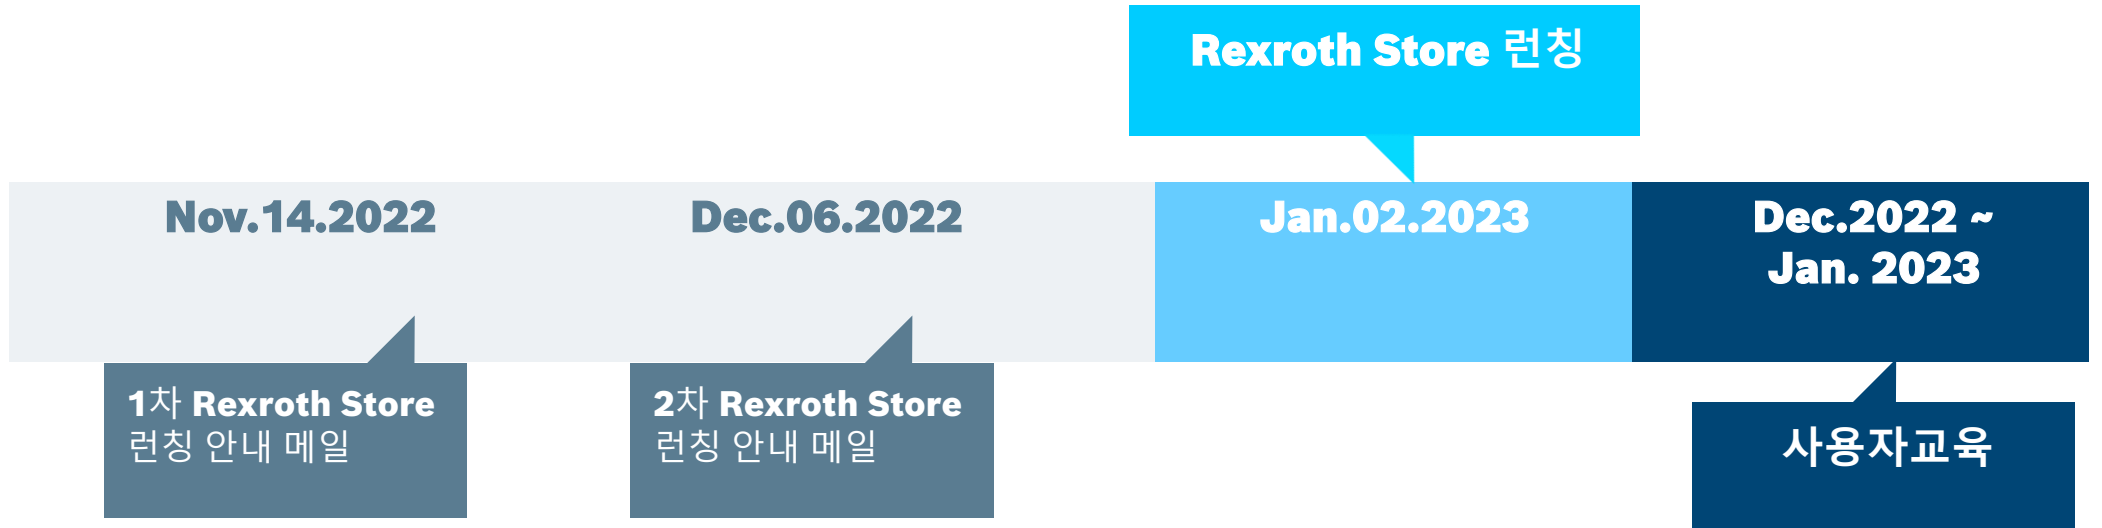 Rexroth Store 런칭
Nov.14.2022
Dec.06.2022
Jan.02.2023
Dec.2022 ~
Jan. 2023
1차 Rexroth Store
런칭 안내 메일
2차 Rexroth Store
런칭 안내 메일
사용자교육